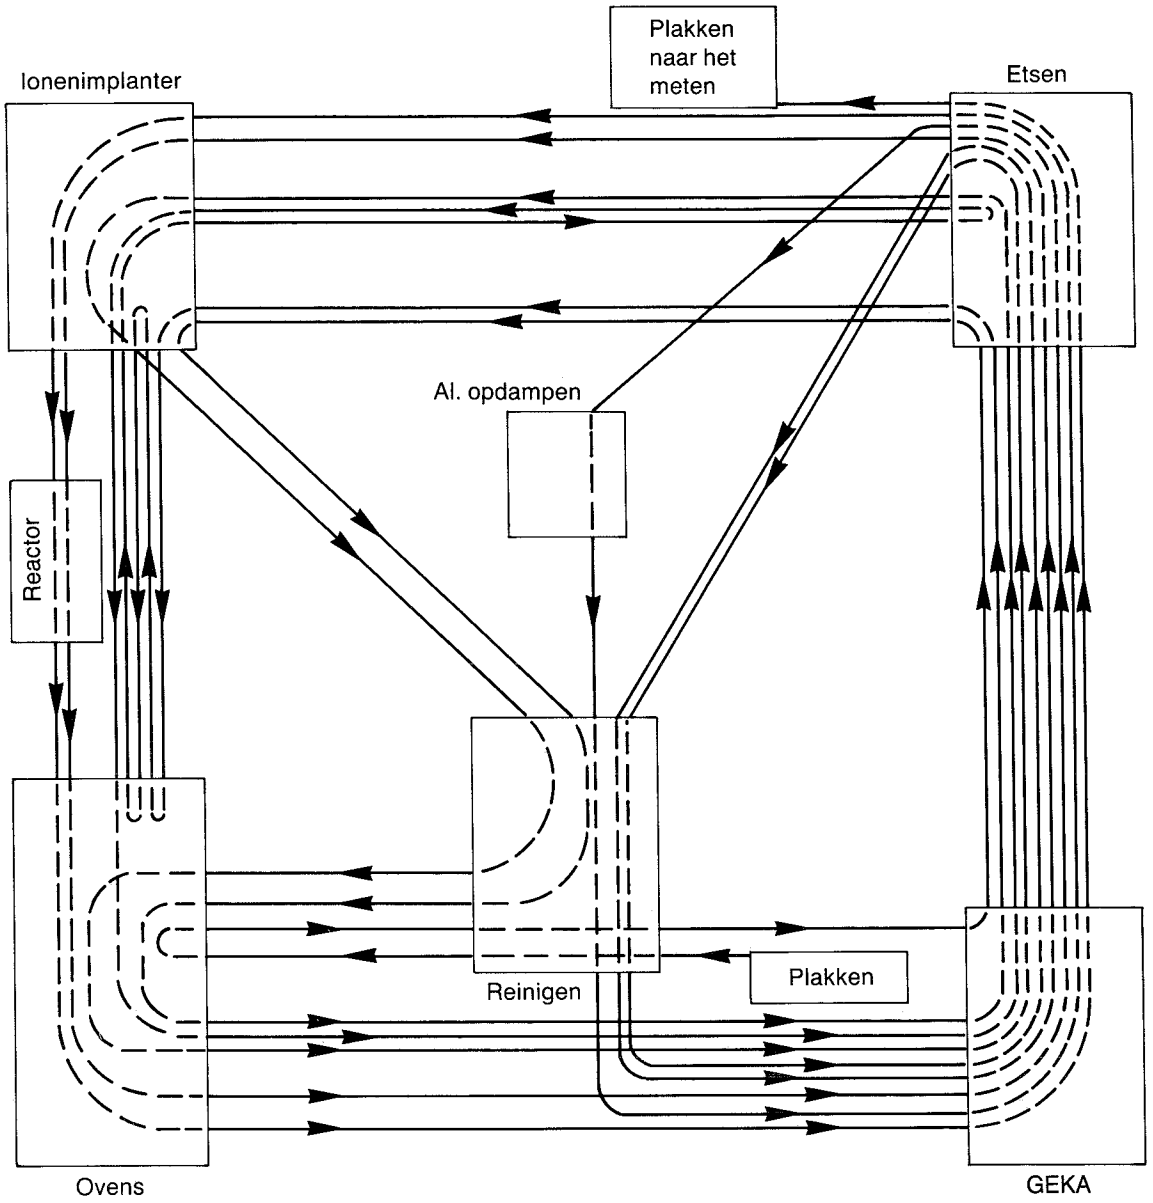 Plakken
naar het
meten
Ionenimplanter
Etsen
Al. opdampen
Reactor
Plakken
Reinigen
Ovens
GEKA